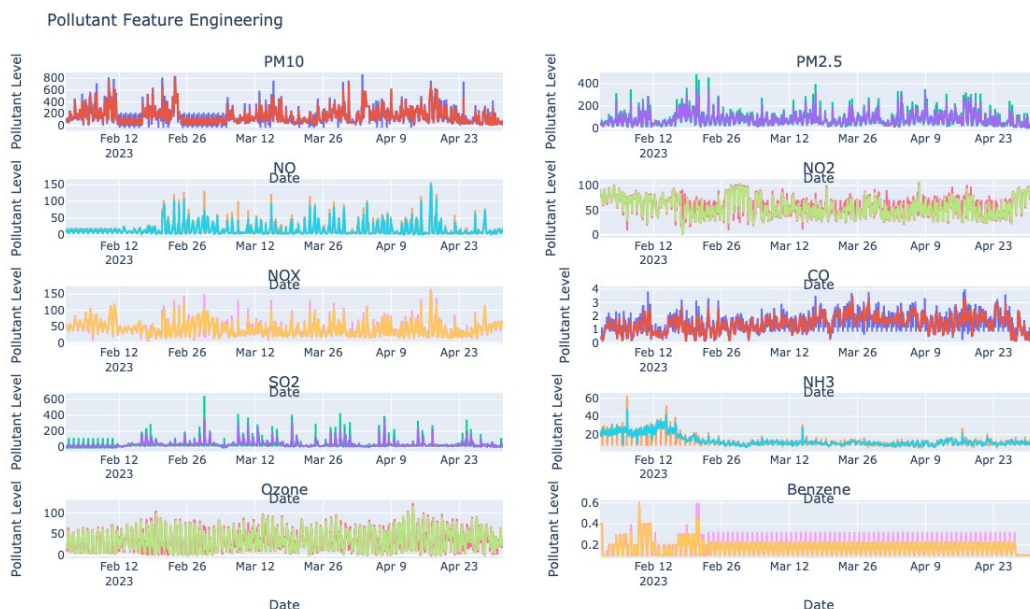 Pollutant Feature Engineering
PM10
Pollutant Level
800
600
400
200
0
Feb 12
2023
Feb 26
Mar 12
Mar 26
Apr 9
Apr 23
Date
PM2.5
Pollutant Level
400
200
0
Feb 12
2023
Feb 26
Mar 12
Mar 26
Apr 9
Apr 23
Date
NO
Pollutant Level
150
100
50
0
Feb 12
2023
Feb 26
Mar 12
Mar 26
Apr 9
Apr 23
Date
NO2
Pollutant Level
100
50
0
Feb 12
2023
Feb 26
Mar 12
Mar 26
Apr 9
Apr 23
Date
NOX
Pollutant Level
150
100
50
0
Feb 12
2023
Feb 26
Mar 12
Mar 26
Apr 9
Apr 23
Date
CO
Pollutant Level
4
3
2
1
0
Feb 12
2023
Feb 26
Mar 12
Mar 26
Apr 9
Apr 23
Date
SO2
Pollutant Level
600
400
200
0
Feb 12
2023
Feb 26
Mar 12
Mar 26
Apr 9
Apr 23
Date
NH3
Pollutant Level
60
40
20
Feb 12
2023
Feb 26
Mar 12
Mar 26
Apr 9
Apr 23
Date
Ozone
Pollutant Level
100
50
0
Feb 12
2023
Feb 26
Mar 12
Mar 26
Apr 9
Apr 23
Date
Benzene
Pollutant Level
0.6
0.4
0.2
Feb 12
2023
Feb 26
Mar 12
Mar 26
Apr 9
Apr 23
Date